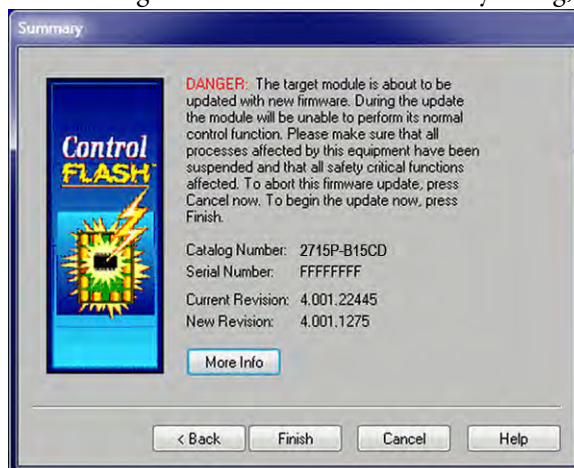 Summary
DANGER: The target module is about to be
updated with new firmware. During the update
the module will be unable to perform its normal
control function. Please make sure that all
processes affected by this equipment have been
suspended and that all safety critical functions
affected. To abort this firmware update, press
Cancel now. To begin the update now, press
Finish.
Control
FLASH
Catalog Number: 2715P-B15CD
Serial Number: FFFFFFFF
Current Revision: 4.001.22445
New Revision: 4.001.1275
More Info
< Back Finish Cancel Help